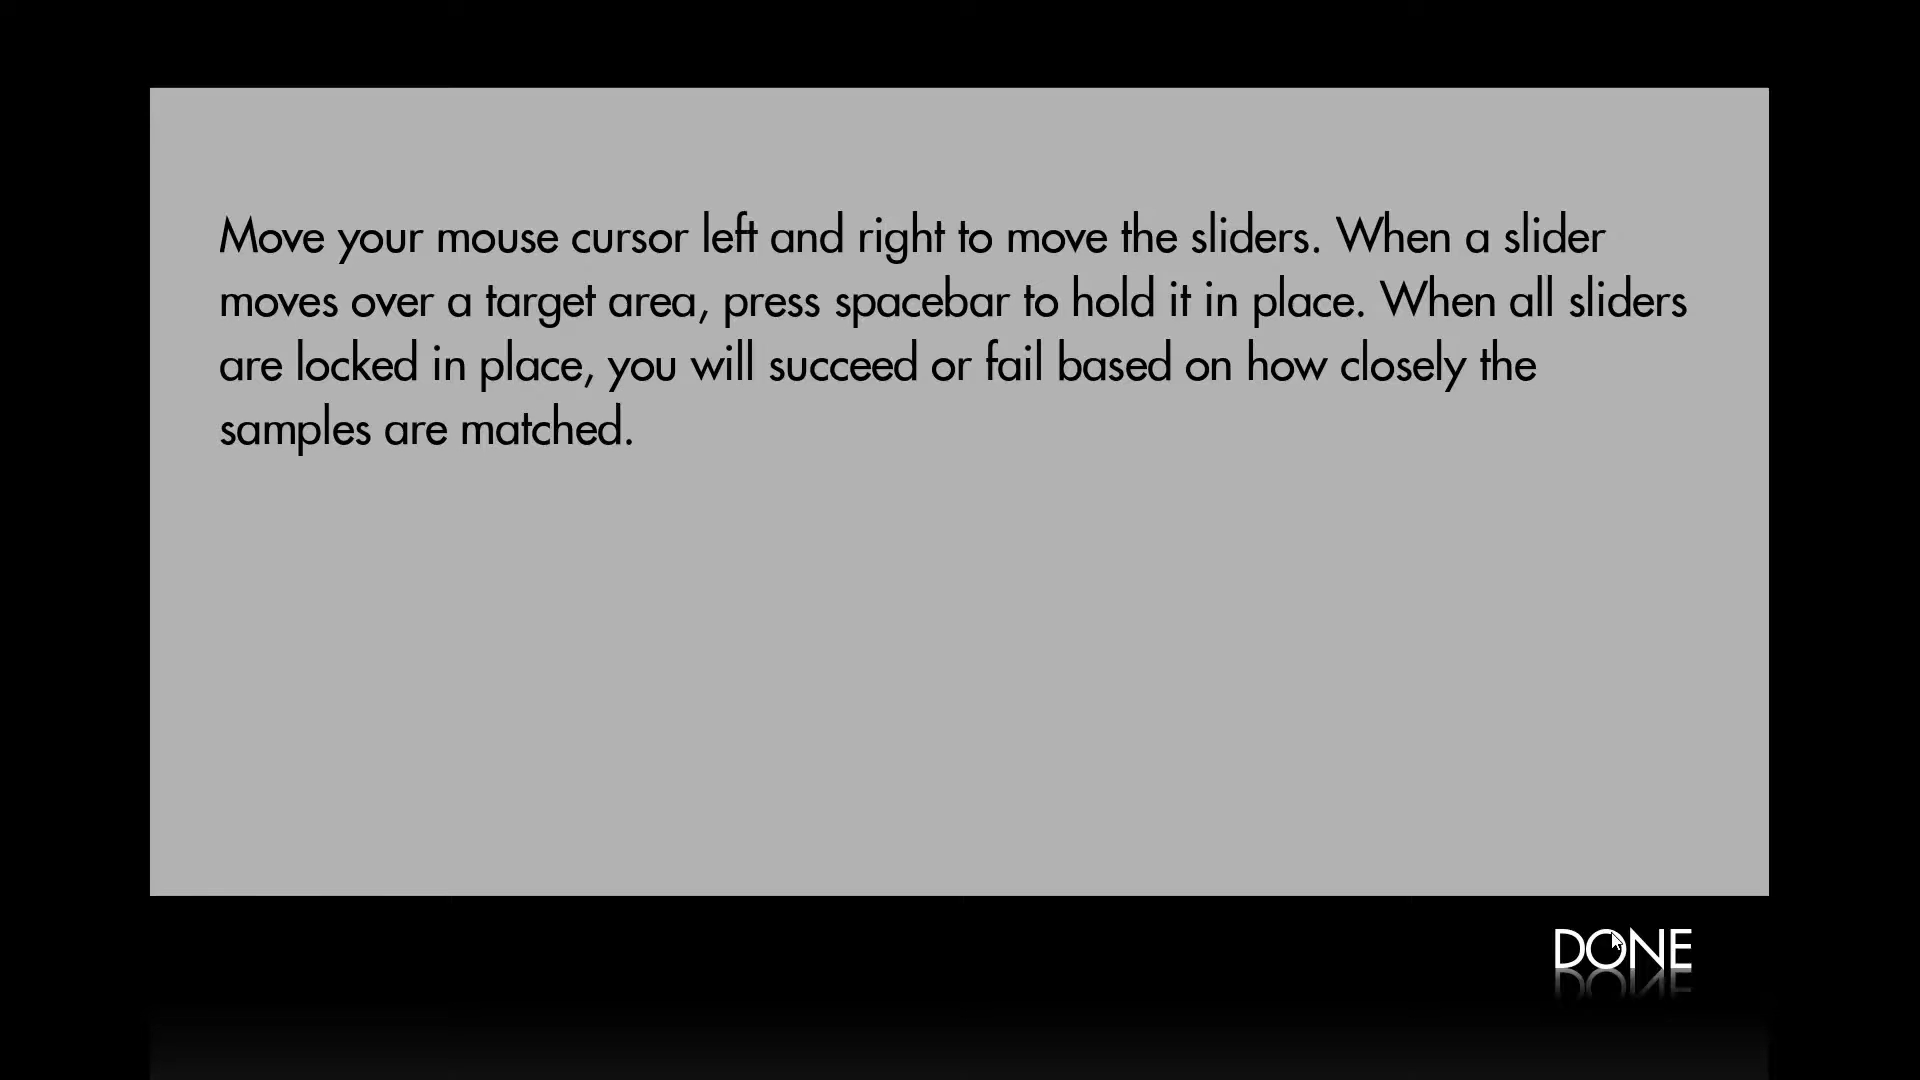 Move your mouse cursor left and right to move the sliders. When a slider
moves over a target area, press spacebar to hold it in place. When all sliders
are locked in place, you will succeed or fail based on how closely the
samples are matched.
DONE